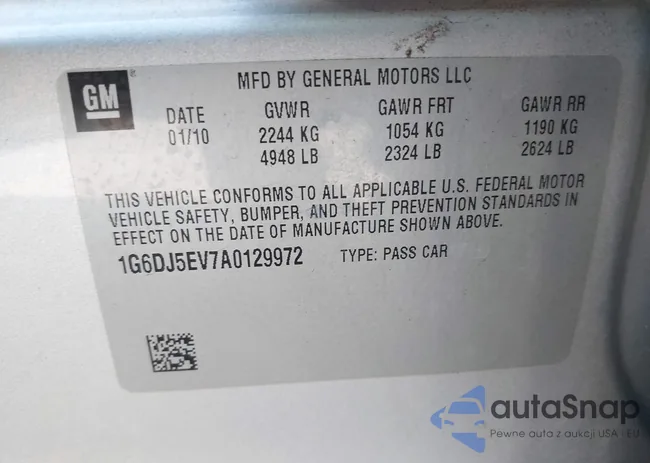 GM
MFD BY GENERAL MOTORS LLC
DATE GVWR GAWR FRT GAWR RR
01/10 2244 KG 1054 KG 1190 KG
4948 LB 2324 LB 2624 LB
THIS VEHICLE CONFORMS TO ALL APPLICABLE U.S. FEDERAL MOTOR
VEHICLE SAFETY, BUMPER, AND THEFT PREVENTION STANDARDS IN
EFFECT ON THE DATE OF MANUFACTURE SHOWN ABOVE.
1G6DJ5EV7A0129972 TYPE: PASS CAR
autaSnap
Pewne auta z aukcji USA - EU